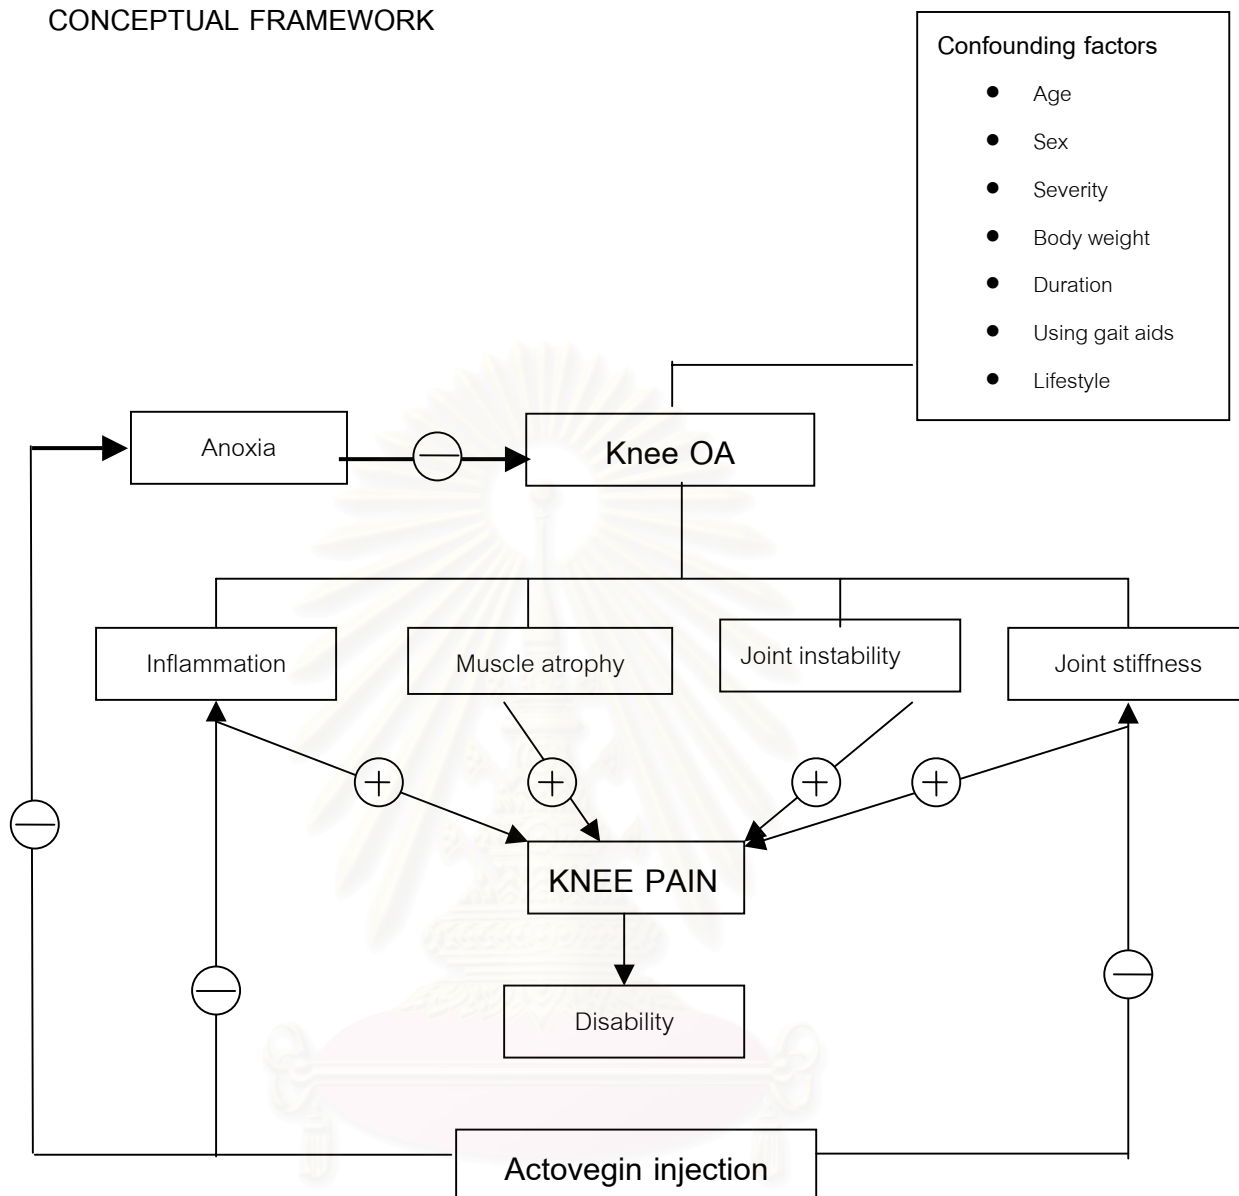 CONCEPTUAL FRAMEWORK
Confounding factors
● Age
● Sex
● Severity
● Body weight
● Duration
● Using gait aids
● Lifestyle
Anoxia
Knee OA
Inflammation
Muscle atrophy
Joint instability
Joint stiffness
KNEE PAIN
Disability
Actovegin injection